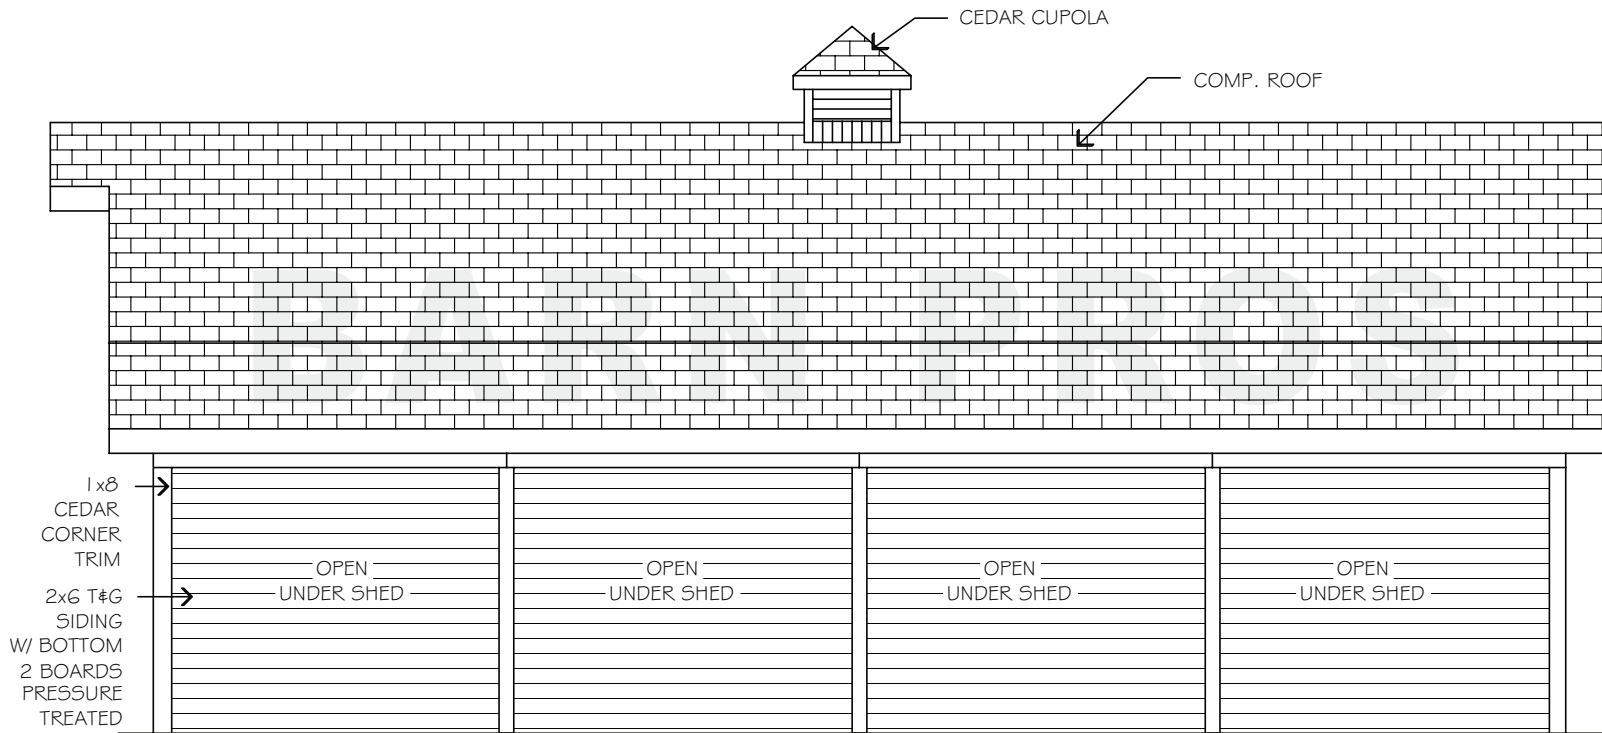 CEDAR CUPOLA
COMP. ROOF
BARN PROS
1x8
CEDAR
CORNER
TRIM
2x6 T&G
SIDING
W/ BOTTOM
2 BOARDS
PRESSURE
TREATED
OPEN
UNDER SHED
OPEN
UNDER SHED
OPEN
UNDER SHED
OPEN
UNDER SHED